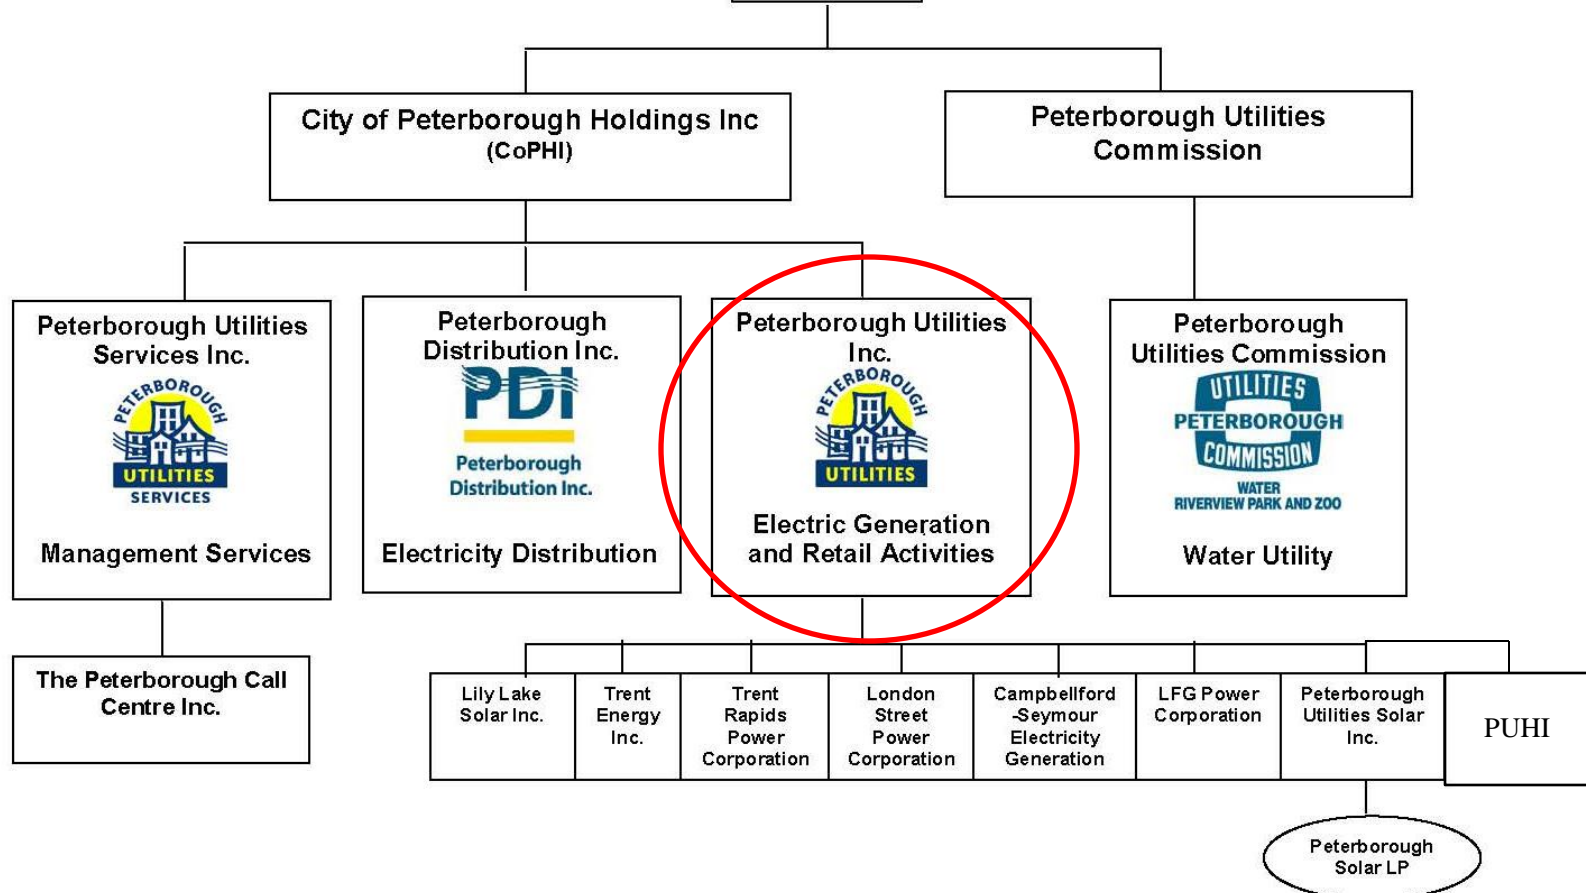 City of Peterborough Holdings Inc
(CoPHI)
Peterborough Utilities
Commission
Peterborough Utilities
Services Inc.
PETERBOROUGH
UTILITIES
SERVICES
Management Services
Peterborough
Distribution Inc.
PDI
Peterborough
Distribution Inc.
Electricity Distribution
Peterborough Utilities
Inc.
PETERBOROUGH
UTILITIES
Electric Generation
and Retail Activities
Peterborough
Utilities Commission
UTILITIES
PETERBOROUGH
COMMISSION
WATER
RIVERVIEW PARK AND ZOO
Water Utility
The Peterborough Call
Centre Inc.
Lily Lake
Solar Inc.
Trent
Energy
Inc.
Trent
Rapids
Power
Corporation
London
Street
Power
Corporation
Campbellford
-Seymour
Electricity
Generation
LFG Power
Corporation
Peterborough
Utilities Solar
Inc.
PUHI
Peterborough
Solar LP